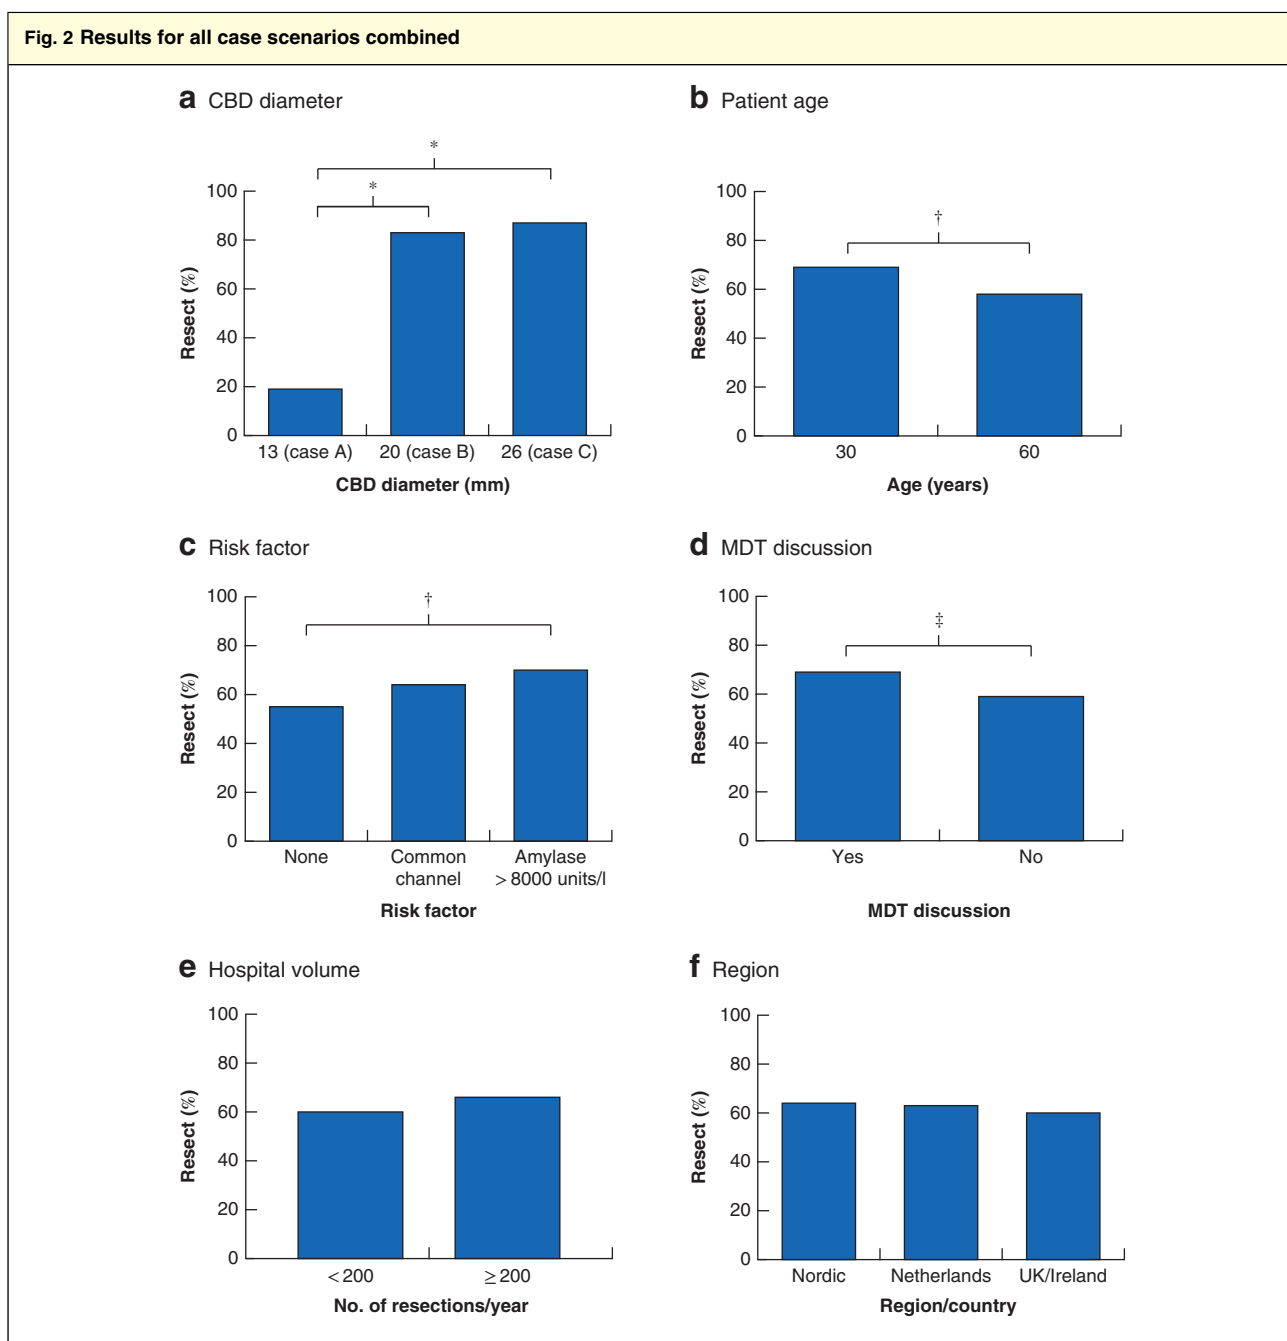 Fig. 2 Results for all case scenarios combined
a CBD diameter
*
*
100
80
60
40
20
0
Resect (%)
13 (case A) 20 (case B) 26 (case C)
CBD diameter (mm)
b Patient age
†
100
80
60
40
20
0
Resect (%)
30 60
Age (years)
c Risk factor
†
100
80
60
40
20
0
Resect (%)
None Common Amylase
channel > 8000 units/l
Risk factor
d MDT discussion
‡
100
80
60
40
20
0
Resect (%)
Yes No
MDT discussion
e Hospital volume
100
80
60
40
20
0
Resect (%)
< 200 ≥ 200
No. of resections/year
f Region
100
80
60
40
20
0
Resect (%)
Nordic Netherlands UK/Ireland
Region/country